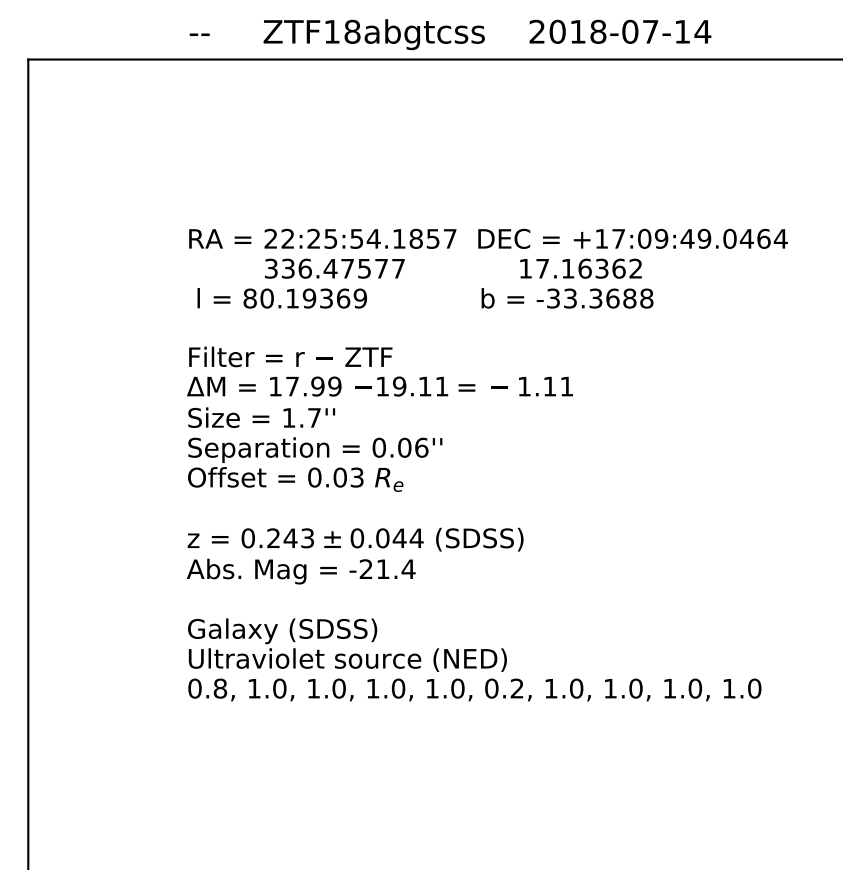 -- ZTF18abgtcss 2018-07-14
RA = 22:25:54.1857 DEC = +17:09:49.0464
336.47577 17.16362
l = 80.19369 b = -33.3688
Filter = r − ZTF
ΔM = 17.99 −19.11 = − 1.11
Size = 1.7''
Separation = 0.06''
Offset = 0.03 Rₑ
z = 0.243 ± 0.044 (SDSS)
Abs. Mag = -21.4
Galaxy (SDSS)
Ultraviolet source (NED)
0.8, 1.0, 1.0, 1.0, 1.0, 0.2, 1.0, 1.0, 1.0, 1.0